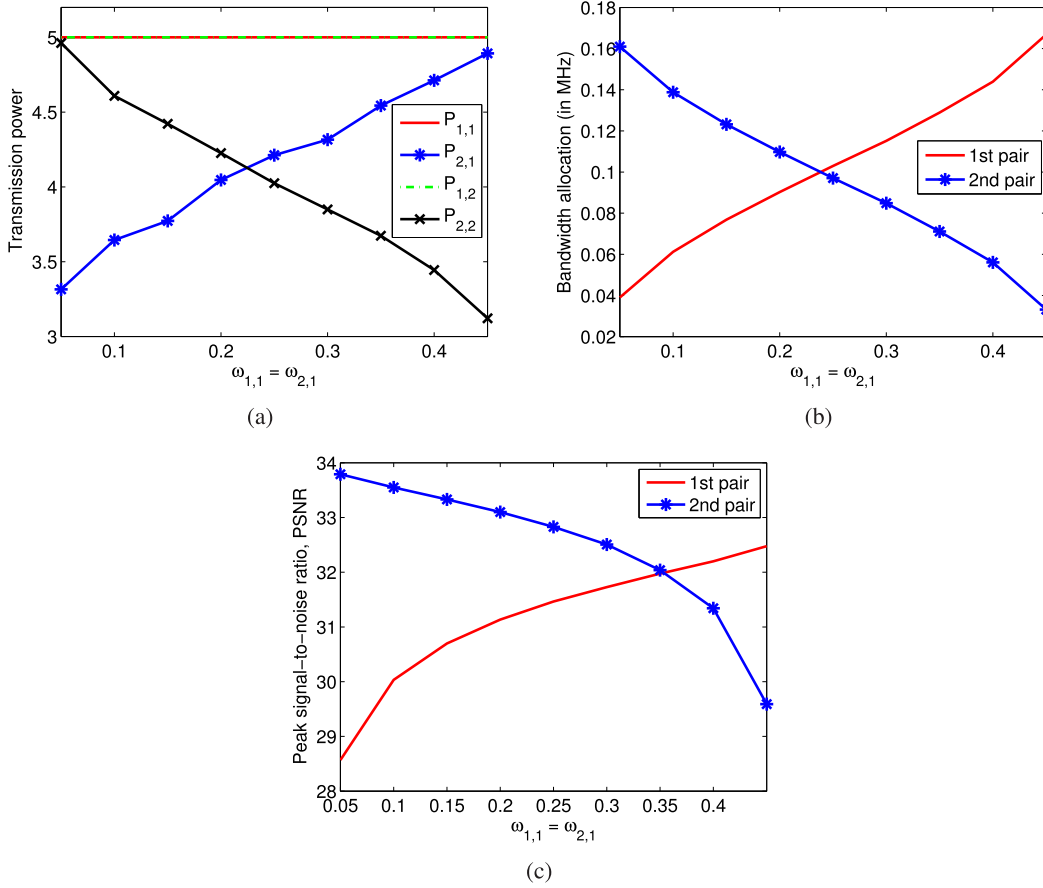 5
4.5
4
3.5
3
0.1
0.2
0.3
0.4
Transmission power
ω1,1 = ω2,1
P1,1
P2,1
P1,2
P2,2
(a)
0.18
0.16
0.14
0.12
0.1
0.08
0.06
0.04
0.02
0.1
0.2
0.3
0.4
Bandwidth allocation (in MHz)
ω1,1 = ω2,1
1st pair
2nd pair
(b)
34
33
32
31
30
29
28
0.05
0.1
0.15
0.2
0.25
0.3
0.35
0.4
Peak signal−to−noise ratio, PSNR
ω1,1 = ω2,1
1st pair
2nd pair
(c)